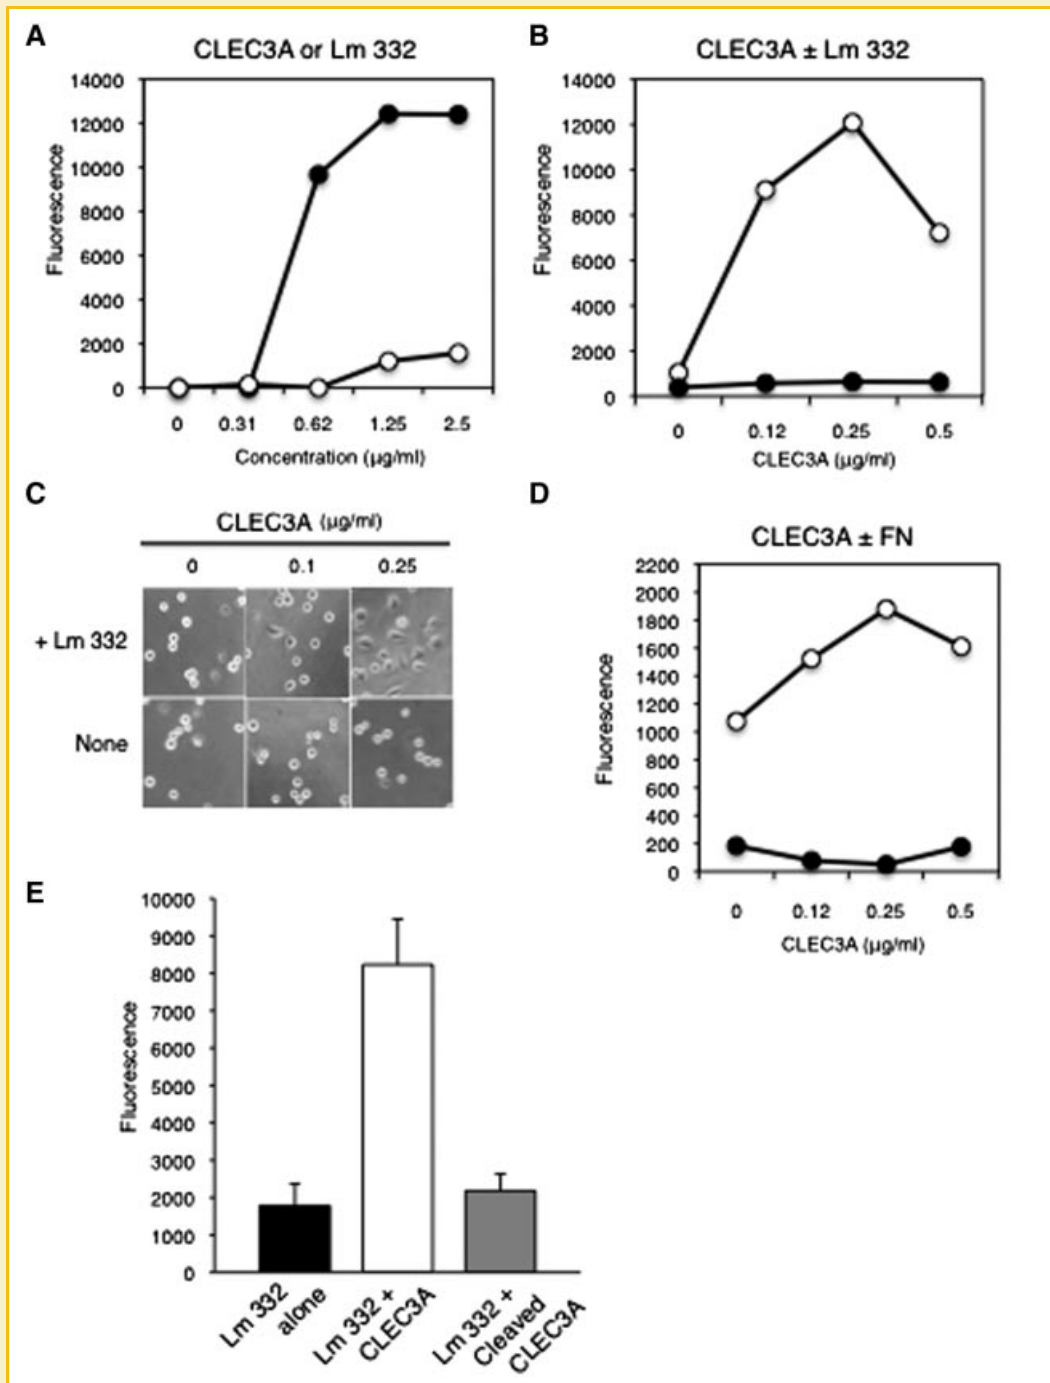 A
CLEC3A or Lm 332
14000
12000
10000
8000
6000
4000
2000
0
Fluorescence
0 0.31 0.62 1.25 2.5
Concentration (μg/ml)
B
CLEC3A ± Lm 332
14000
12000
10000
8000
6000
4000
2000
0
Fluorescence
0 0.12 0.25 0.5
CLEC3A (μg/ml)
C
CLEC3A (μg/ml)
0 0.1 0.25
+ Lm 332
None
D
CLEC3A ± FN
2200
2000
1800
1600
1400
1200
1000
800
600
400
200
0
Fluorescence
0 0.12 0.25 0.5
CLEC3A (μg/ml)
E
10000
9000
8000
7000
6000
5000
4000
3000
2000
1000
0
Fluorescence
Lm 332
alone
Lm 332 +
CLEC3A
Lm 332 +
Cleaved
CLEC3A